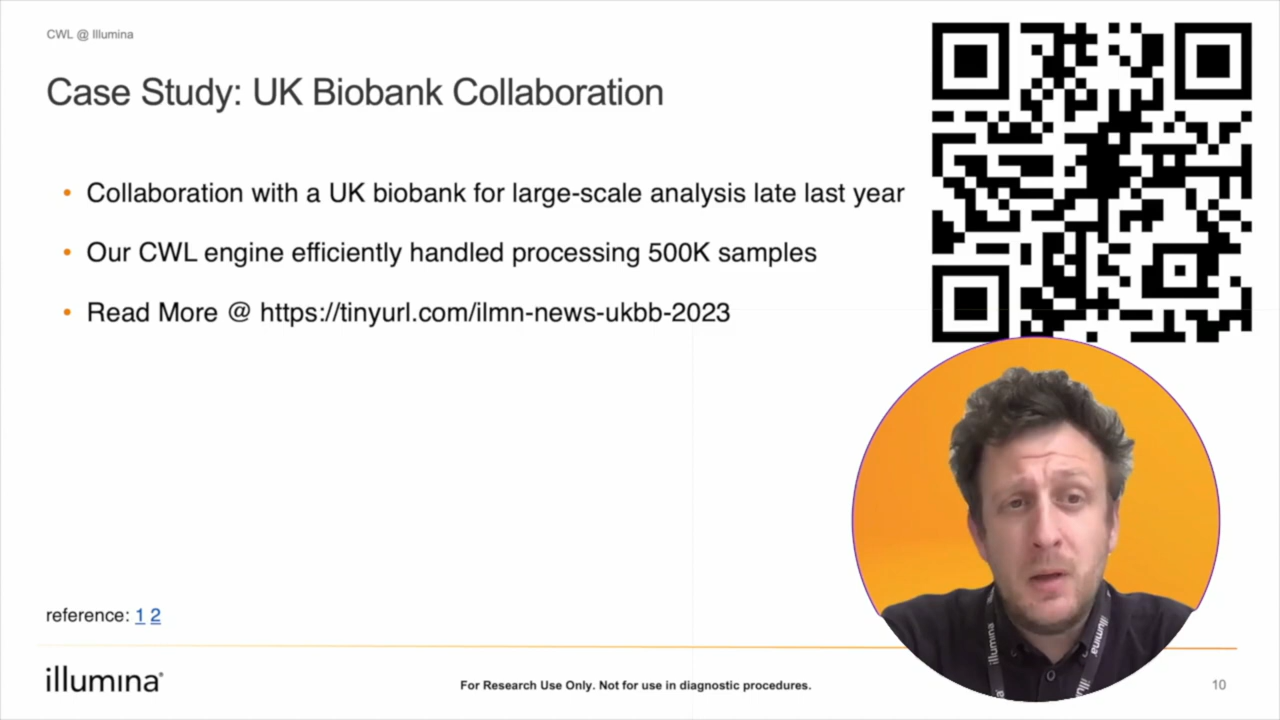 CWL @ Illumina
Case Study: UK Biobank Collaboration
• Collaboration with a UK biobank for large-scale analysis late last year
• Our CWL engine efficiently handled processing 500K samples
• Read More @ https://tinyurl.com/ilmn-news-ukbb-2023
reference: 1 2
illumina®
For Research Use Only. Not for use in diagnostic procedures.
10
illumina
illumina